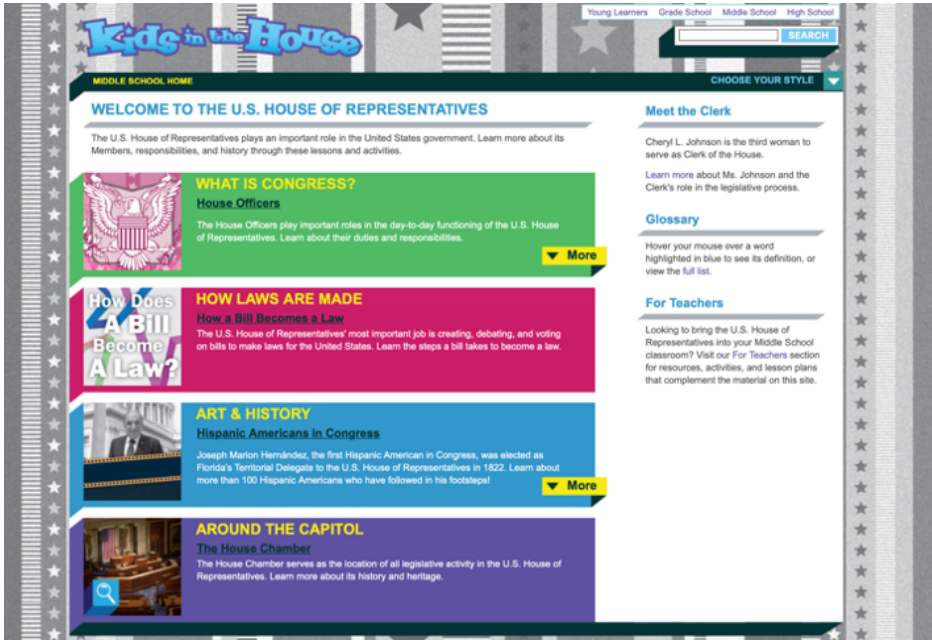 Kids in the House
Young Learners Grade School Middle School High School
SEARCH
MIDDLE SCHOOL HOME
CHOOSE YOUR STYLE
WELCOME TO THE U.S. HOUSE OF REPRESENTATIVES
The U.S. House of Representatives plays an important role in the United States government. Learn more about its
Members, responsibilities, and history through these lessons and activities.
WHAT IS CONGRESS?
House Officers
The House Officers play important roles in the day-to-day functioning of the U.S. House
of Representatives. Learn about their duties and responsibilities.
More
How Does
A Bill
Become
A Law?
HOW LAWS ARE MADE
How a Bill Becomes a Law
The U.S. House of Representatives' most important job is creating, debating, and voting
on bills to make laws for the United States. Learn the steps a bill takes to become a law.
ART & HISTORY
Hispanic Americans in Congress
Joseph Marion Hernández, the first Hispanic American in Congress, was elected as
Florida's Territorial Delegate to the U.S. House of Representatives in 1822. Learn about
more than 100 Hispanic Americans who have followed in his footsteps!
More
AROUND THE CAPITOL
The House Chamber
The House Chamber serves as the location of all legislative activity in the U.S. House of
Representatives. Learn more about its history and heritage.
Meet the Clerk
Cheryl L. Johnson is the third woman to
serve as Clerk of the House.
Learn more about Ms. Johnson and the
Clerk's role in the legislative process.
Glossary
Hover your mouse over a word
highlighted in blue to see its definition, or
view the full list.
For Teachers
Looking to bring the U.S. House of
Representatives into your Middle School
classroom? Visit our For Teachers section
for resources, activities, and lesson plans
that complement the material on this site.